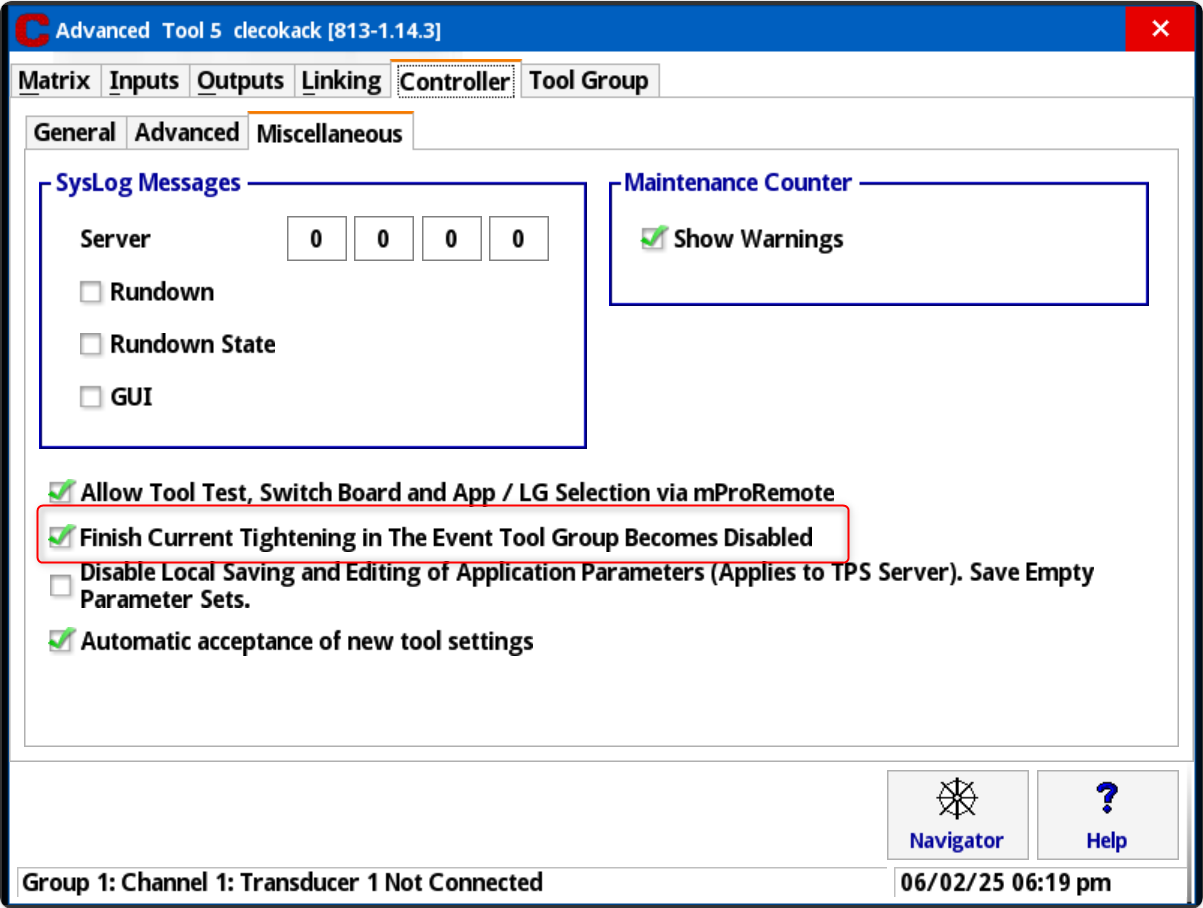 Advanced Tool 5 clecokack [813-1.14.3]
Matrix Inputs Outputs Linking Controller Tool Group
General Advanced Miscellaneous
SysLog Messages
Server 0 0 0 0
Rundown
Rundown State
GUI
Maintenance Counter
Show Warnings
Allow Tool Test, Switch Board and App / LG Selection via mProRemote
Finish Current Tightening in The Event Tool Group Becomes Disabled
Disable Local Saving and Editing of Application Parameters (Applies to TPS Server). Save Empty
Parameter Sets.
Automatic acceptance of new tool settings
Navigator
? Help
Group 1: Channel 1: Transducer 1 Not Connected
06/02/25 06:19 pm